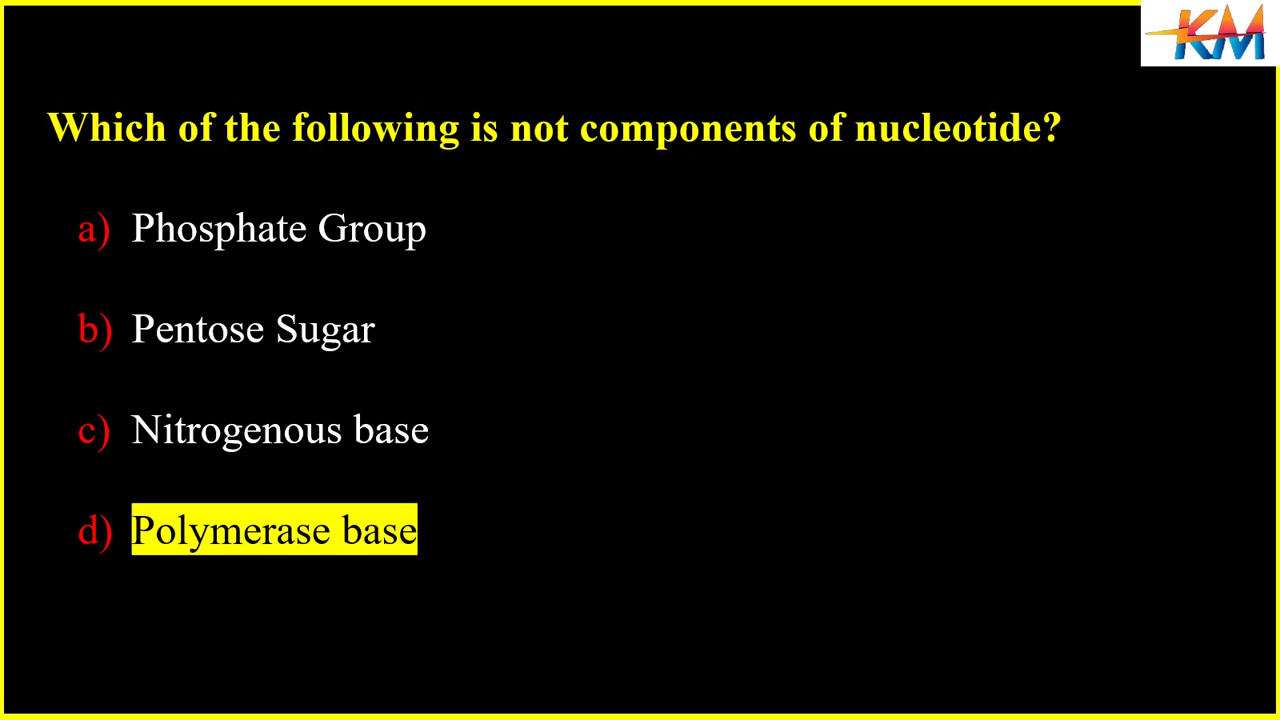 KM
Which of the following is not components of nucleotide?
a) Phosphate Group
b) Pentose Sugar
c) Nitrogenous base
d) Polymerase base